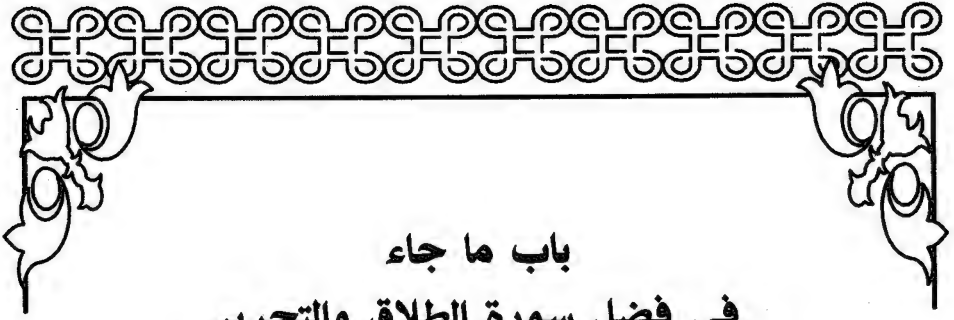 باب ما جاء
في فضل سورة الطلاق والتحريم